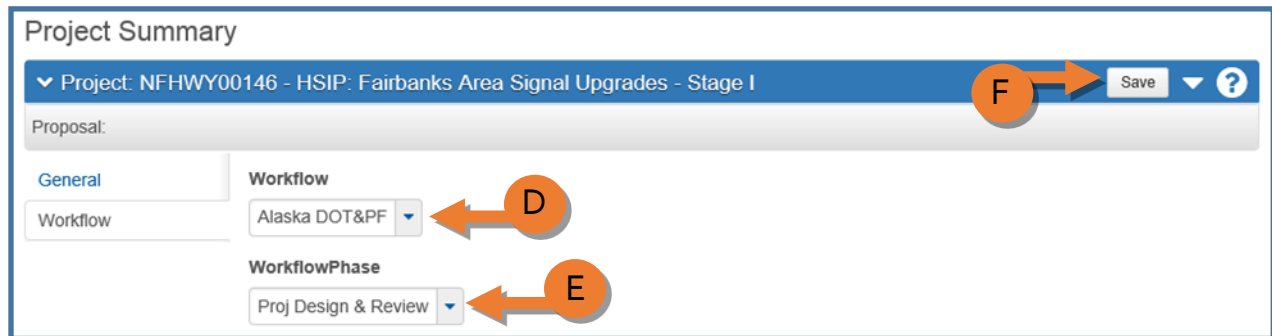 Project Summary
Project: NFHWY00146 - HSIP: Fairbanks Area Signal Upgrades - Stage I
F
Save
?
Proposal:
General
Workflow
Workflow
Alaska DOT&PF
D
WorkflowPhase
Proj Design & Review
E